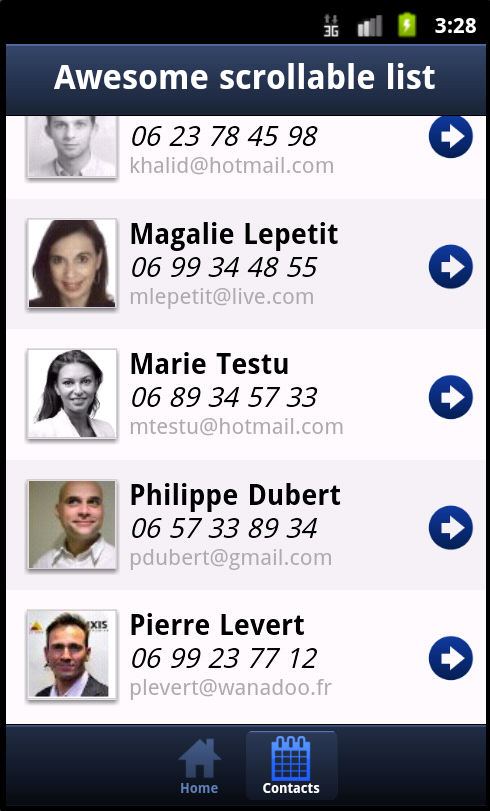 3G 3:28
Awesome scrollable list
06 23 78 45 98
khalid@hotmail.com
Magalie Lepetit
06 99 34 48 55
mlepetit@live.com
Marie Testu
06 89 34 57 33
mtestu@hotmail.com
Philippe Dubert
06 57 33 89 34
pdubert@gmail.com
Pierre Levert
06 99 23 77 12
plevert@wanadoo.fr
Home Contacts